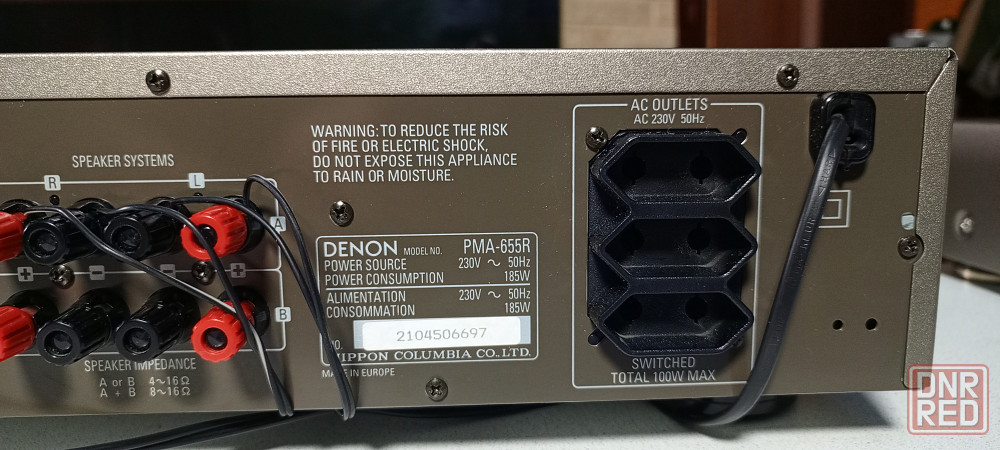 SPEAKER SYSTEMS
R
L
A
+
-
-
+
B
SPEAKER IMPEDANCE
A or B 4~16Ω
A + B 8~16Ω
WARNING: TO REDUCE THE RISK
OF FIRE OR ELECTRIC SHOCK,
DO NOT EXPOSE THIS APPLIANCE
TO RAIN OR MOISTURE.
DENON MODEL NO. PMA-655R
POWER SOURCE 230V ~ 50Hz
POWER CONSUMPTION 185W
ALIMENTATION 230V ~ 50Hz
CONSOMMATION 185W
NO. 2104506697
NIPPON COLUMBIA CO., LTD.
MADE IN EUROPE
AC OUTLETS
AC 230V 50Hz
SWITCHED
TOTAL 100W MAX
DNR
RED